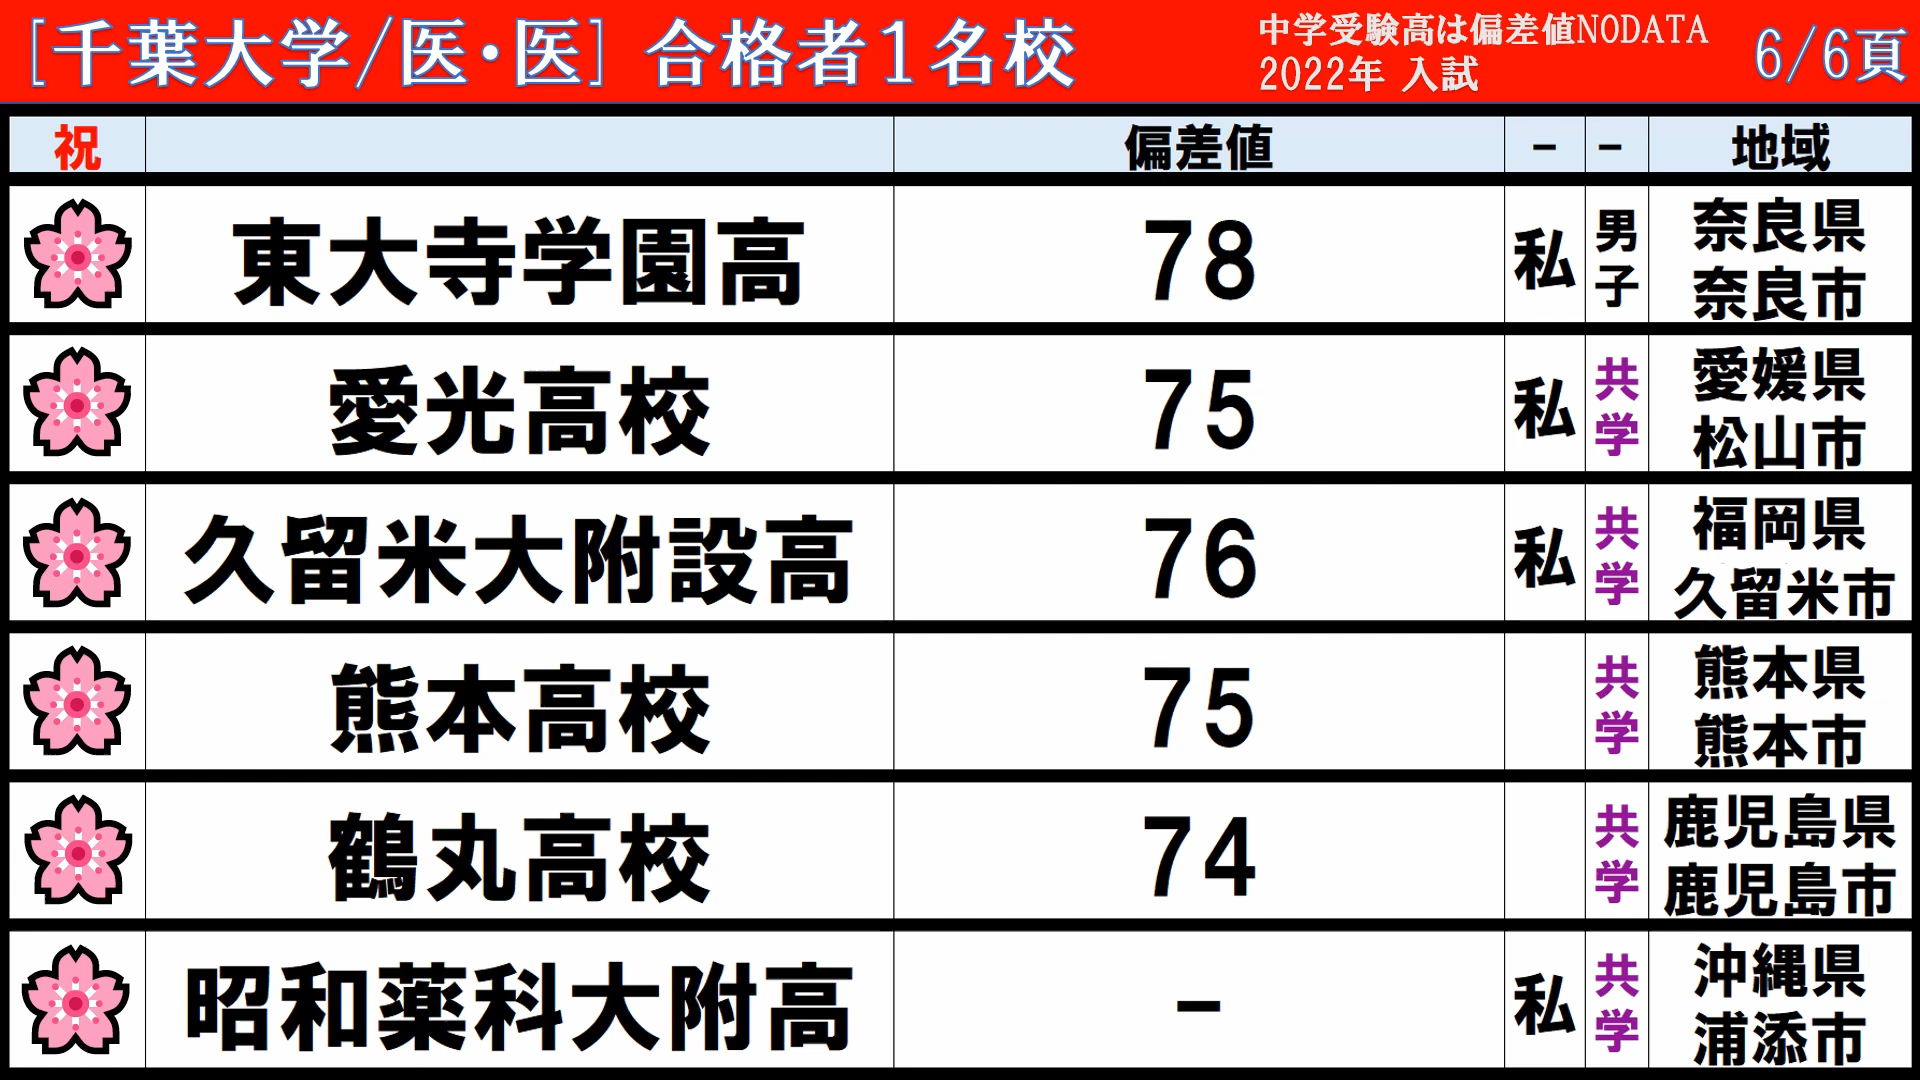 [千葉大学/医・医] 合格者1名校
中学受験高は偏差値NODATA
2022年 入試
6/6頁
祝 偏差値 - - 地域
東大寺学園高 78 私 男子 奈良県 奈良市
愛光高校 75 私 共学 愛媛県 松山市
久留米大附設高 76 私 共学 福岡県 久留米市
熊本高校 75 共学 熊本県 熊本市
鶴丸高校 74 共学 鹿児島県 鹿児島市
昭和薬科大附高 - 私 共学 沖縄県 浦添市